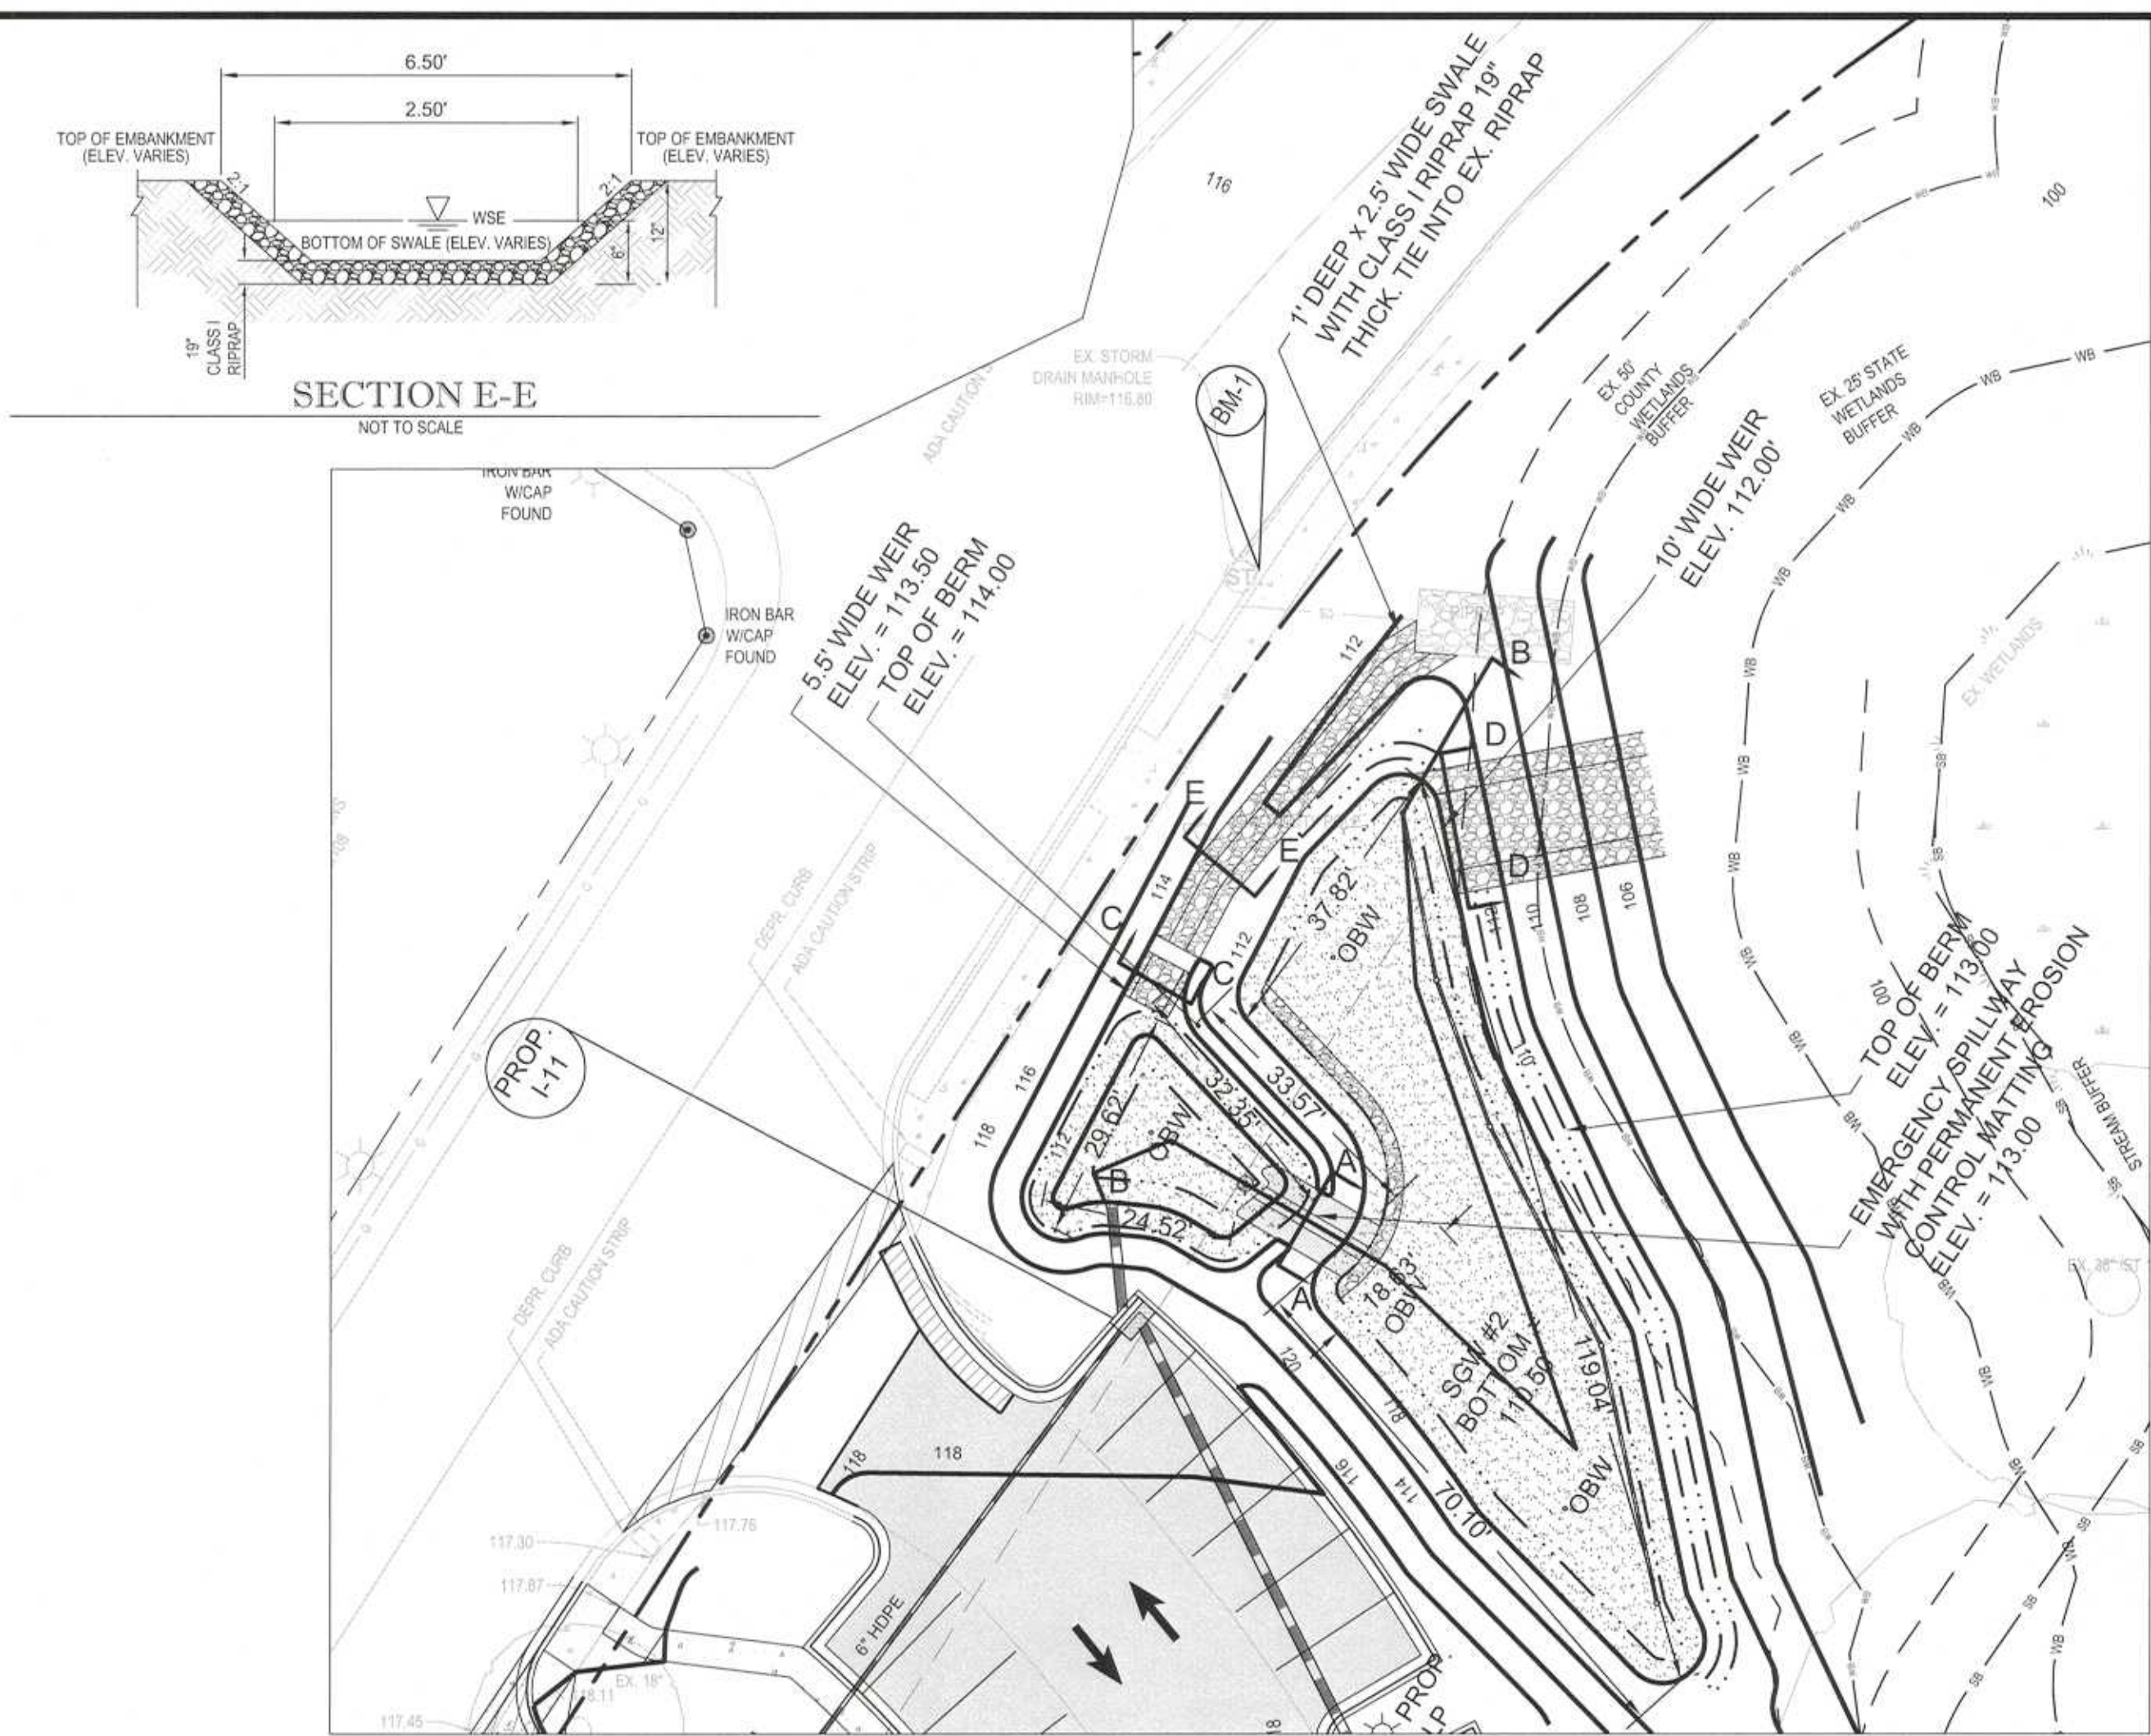 6.50'
2.50'
TOP OF EMBANKMENT
(ELEV. VARIES)
TOP OF EMBANKMENT
(ELEV. VARIES)
2:1
2:1
WSE
BOTTOM OF SWALE (ELEV. VARIES)
6"
12"
19"
CLASS I
RIPRAP
SECTION E-E
NOT TO SCALE
IRON BAR
W/CAP
FOUND
IRON BAR
W/CAP
FOUND
EX. STORM
DRAIN MANHOLE
RIM=116.80
BM-1
116
1' DEEP x 2.5' WIDE SWALE
WITH CLASS I RIPRAP 19"
THICK. TIE INTO EX. RIPRAP
EX. 50'
COUNTY
WETLANDS
BUFFER
EX. 25' STATE
WETLANDS
BUFFER
100
10' WIDE WEIR
ELEV. 112.00'
5.5' WIDE WEIR
ELEV. = 113.50
TOP OF BERM
ELEV. = 114.00
EX. WETLANDS
DEPR. CURB
ADA CAUTION STRIP
PROP.
I-11
112
B
D
E
E
D
114
C
C
112
37.82'
OBW
112
110
108
106
100
TOP OF BERM
ELEV. = 113.00
EMERGENCY SPILLWAY
WITH PERMANENT EROSION
CONTROL MATTING
ELEV. = 113.00
STREAM BUFFER
116
118
112
29.62'
32.35'
33.57'
OBW
B
24.52'
A
A
10'
18.63'
OBW
SGW #2
BOTTOM
110.50
119.04'
OBW
120
118
116
114
70.10'
DEPR. CURB
ADA CAUTION STRIP
118
118
117.76
117.30
117.87
6" HDPE
EX. 18"
118.11
117.45
PROP.
LP
18